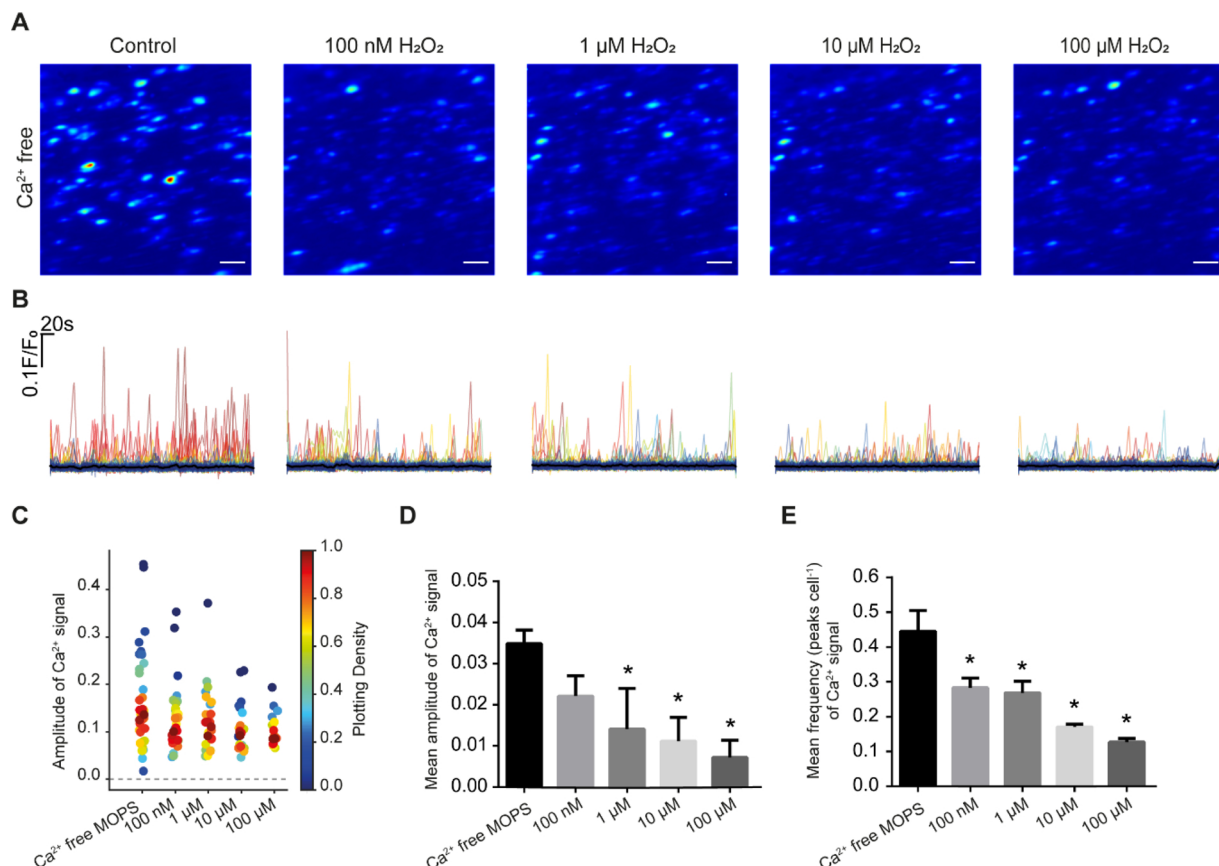 A
Control
100 nM H₂O₂
1 µM H₂O₂
10 µM H₂O₂
100 µM H₂O₂
Ca²⁺ free
B
20s
0.1F/F₀
C
D
E
Amplitude of Ca²⁺ signal
0.4
0.3
0.2
0.1
0.0
Ca²⁺ free MOPS
100 nM
1 µM
10 µM
100 µM
1.0
0.8
0.6
0.4
0.2
0.0
Plotting Density
Mean amplitude of Ca²⁺ signal
0.05
0.04
0.03
0.02
0.01
0.00
* * *
Ca²⁺ free MOPS
100 nM
1 µM
10 µM
100 µM
Mean frequency (peaks cell⁻¹)
of Ca²⁺ signal
0.6
0.5
0.4
0.3
0.2
0.1
0.0
* * * *
Ca²⁺ free MOPS
100 nM
1 µM
10 µM
100 µM